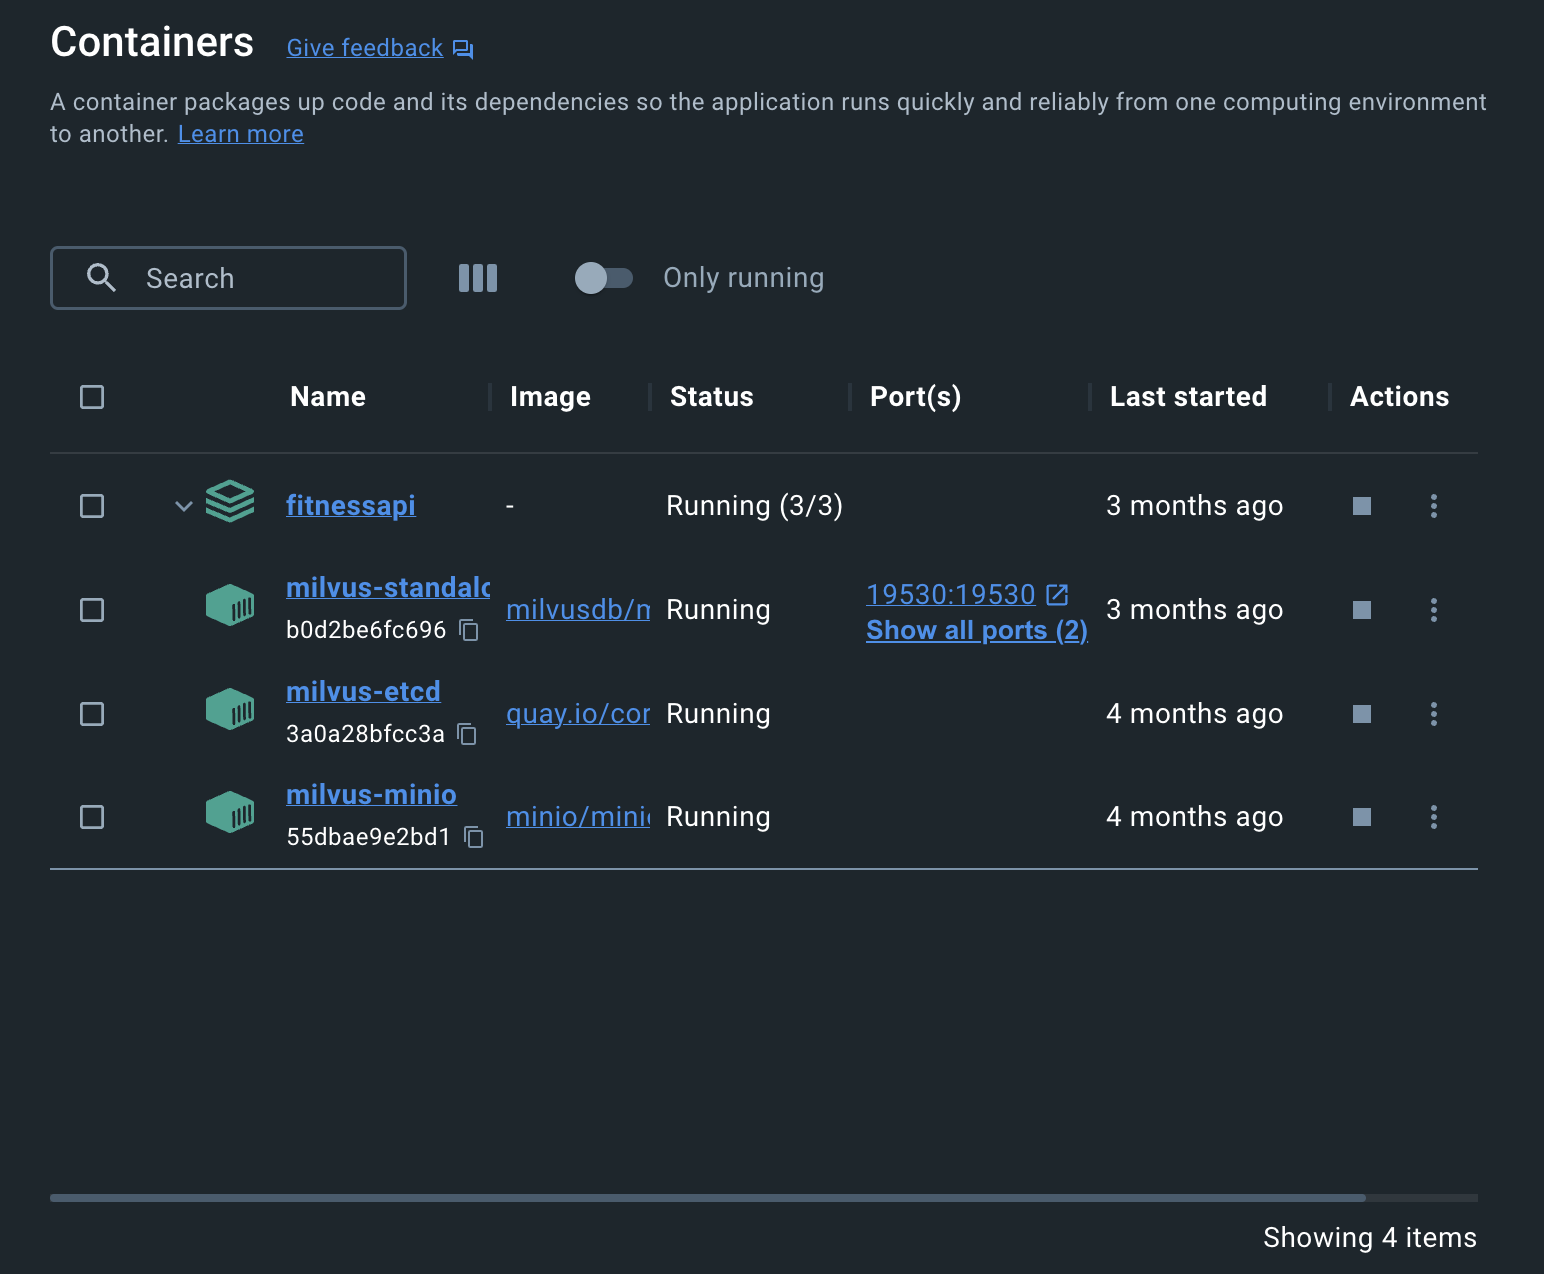 Containers Give feedback
A container packages up code and its dependencies so the application runs quickly and reliably from one computing environment
to another. Learn more
Search Only running
Name Image Status Port(s) Last started Actions
fitnessapi - Running (3/3) 3 months ago
milvus-standalo milvusdb/m Running 19530:19530 3 months ago
b0d2be6fc696 Show all ports (2)
milvus-etcd quay.io/cor Running 4 months ago
3a0a28bfcc3a
milvus-minio minio/mini Running 4 months ago
55dbae9e2bd1
Showing 4 items